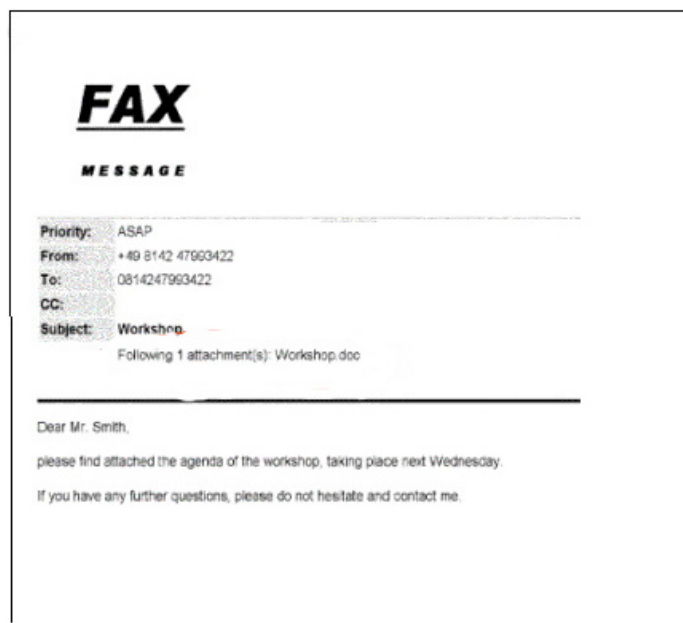 FAX
MESSAGE
Priority: ASAP
From: +49 8142 47993422
To: 0814247993422
CC:
Subject: Workshop
Following 1 attachment(s): Workshop.doc
Dear Mr. Smith,
please find attached the agenda of the workshop, taking place next Wednesday.
If you have any further questions, please do not hesitate and contact me.